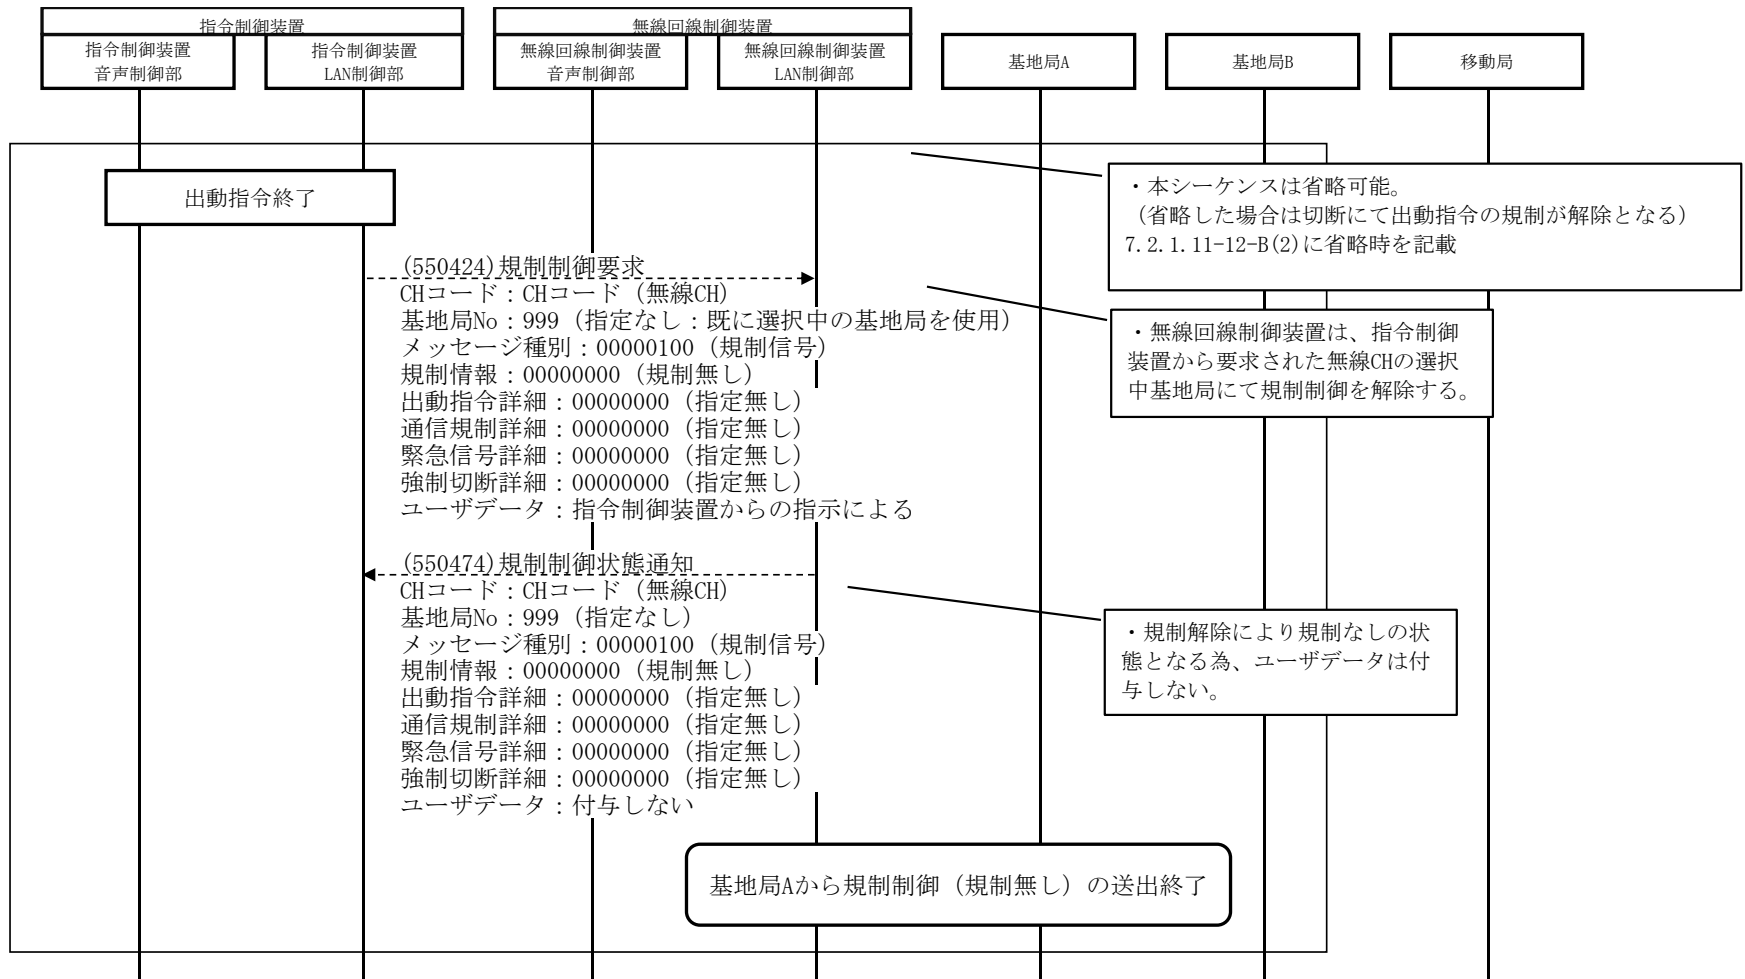 指令制御装置
無線回線制御装置
指令制御装置
音声制御部
指令制御装置
LAN制御部
無線回線制御装置
音声制御部
無線回線制御装置
LAN制御部
基地局A
基地局B
移動局
出動指令終了
・本シーケンスは省略可能。
(省略した場合は切断にて出動指令の規制が解除となる)
7.2.1.11-12-B(2)に省略時を記載
(550424)規制制御要求
CHコード：CHコード (無線CH)
基地局No：999 (指定なし：既に選択中の基地局を使用)
メッセージ種別：00000100 (規制信号)
規制情報：00000000 (規制無し)
出動指令詳細：00000000 (指定無し)
通信規制詳細：00000000 (指定無し)
緊急信号詳細：00000000 (指定無し)
強制切断詳細：00000000 (指定無し)
ユーザデータ：指令制御装置からの指示による
・無線回線制御装置は、指令制御
装置から要求された無線CHの選択
中基地局にて規制制御を解除する。
(550474)規制制御状態通知
CHコード：CHコード (無線CH)
基地局No：999 (指定なし)
メッセージ種別：00000100 (規制信号)
規制情報：00000000 (規制無し)
出動指令詳細：00000000 (指定無し)
通信規制詳細：00000000 (指定無し)
緊急信号詳細：00000000 (指定無し)
強制切断詳細：00000000 (指定無し)
ユーザデータ：付与しない
・規制解除により規制なしの状
態となる為、ユーザデータは付
与しない。
基地局Aから規制制御 (規制無し) の送出終了